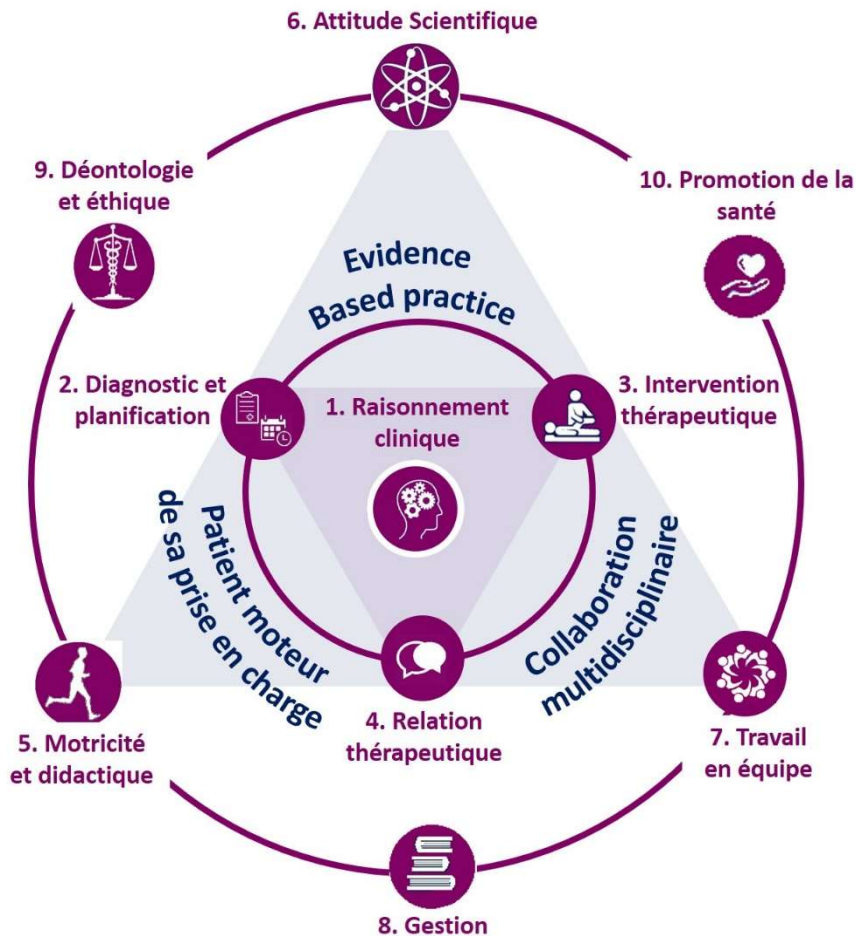 6. Attitude Scientifique
9. Déontologie
et éthique
10. Promotion de la
santé
Evidence
Based practice
2. Diagnostic et
planification
1. Raisonnement
clinique
3. Intervention
thérapeutique
Patient moteur
de sa prise en charge
Collaboration
multidisciplinaire
4. Relation
thérapeutique
5. Motricité
et didactique
7. Travail
en équipe
8. Gestion